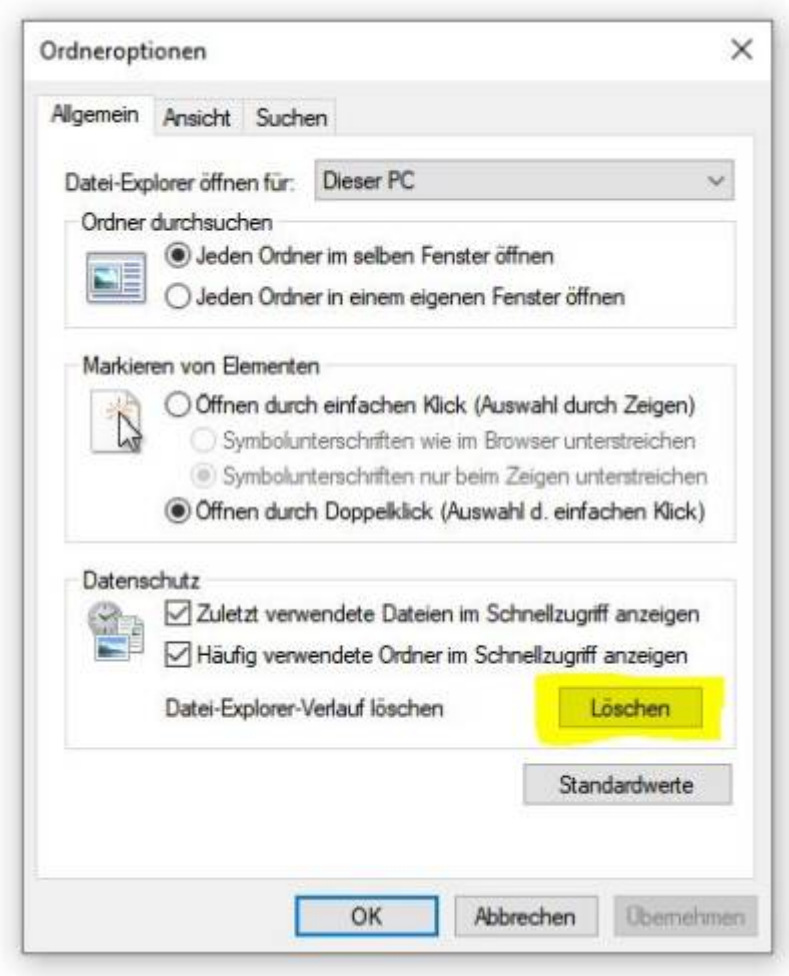 Ordneroptionen
Allgemein Ansicht Suchen
Datei-Explorer öffnen für: Dieser PC
Ordner durchsuchen
Jeden Ordner im selben Fenster öffnen
Jeden Ordner in einem eigenen Fenster öffnen
Markieren von Elementen
Öffnen durch einfachen Klick (Auswahl durch Zeigen)
Symbolunterschriften wie im Browser unterstreichen
Symbolunterschriften nur beim Zeigen unterstreichen
Öffnen durch Doppelklick (Auswahl d. einfachen Klick)
Datenschutz
Zuletzt verwendete Dateien im Schnellzugriff anzeigen
Häufig verwendete Ordner im Schnellzugriff anzeigen
Datei-Explorer-Verlauf löschen Löschen
Standardwerte
OK Abbrechen Übernehmen